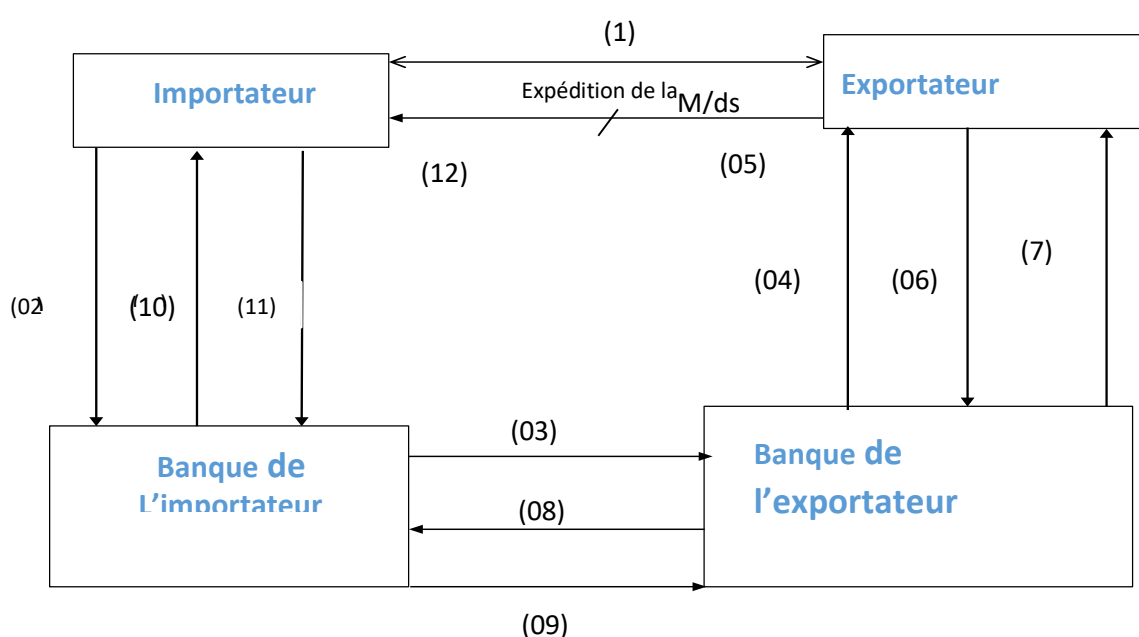 (1)
Importateur
Expédition de la M/ds
Exportateur
(12)
(05)
(02)
(10)
(11)
(04)
(06)
(7)
(03)
Banque de
L'importateur
Banque de
l'exportateur
(08)
(09)